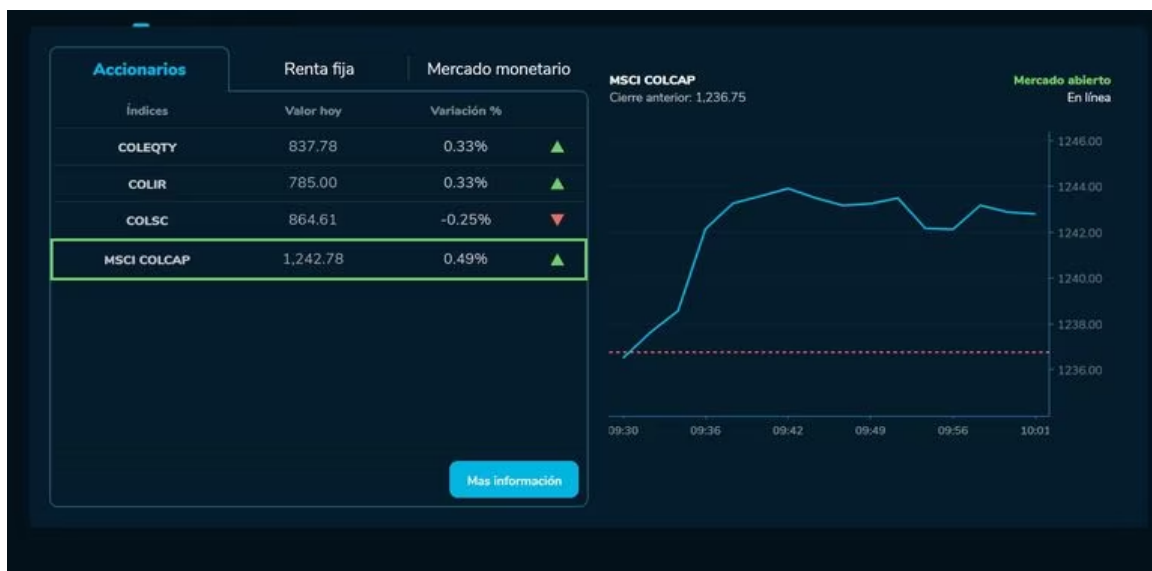 Accionarios Renta fija Mercado monetario
Índices Valor hoy Variación %
COLEQTY 837.78 0.33% ▲
COLIR 785.00 0.33% ▲
COLSC 864.61 -0.25% ▼
MSCI COLCAP 1,242.78 0.49% ▲
Mas información
MSCI COLCAP Mercado abierto
Cierre anterior: 1,236.75 En línea
1246.00
1244.00
1242.00
1240.00
1238.00
1236.00
09:30 09:36 09:42 09:49 09:56 10:01